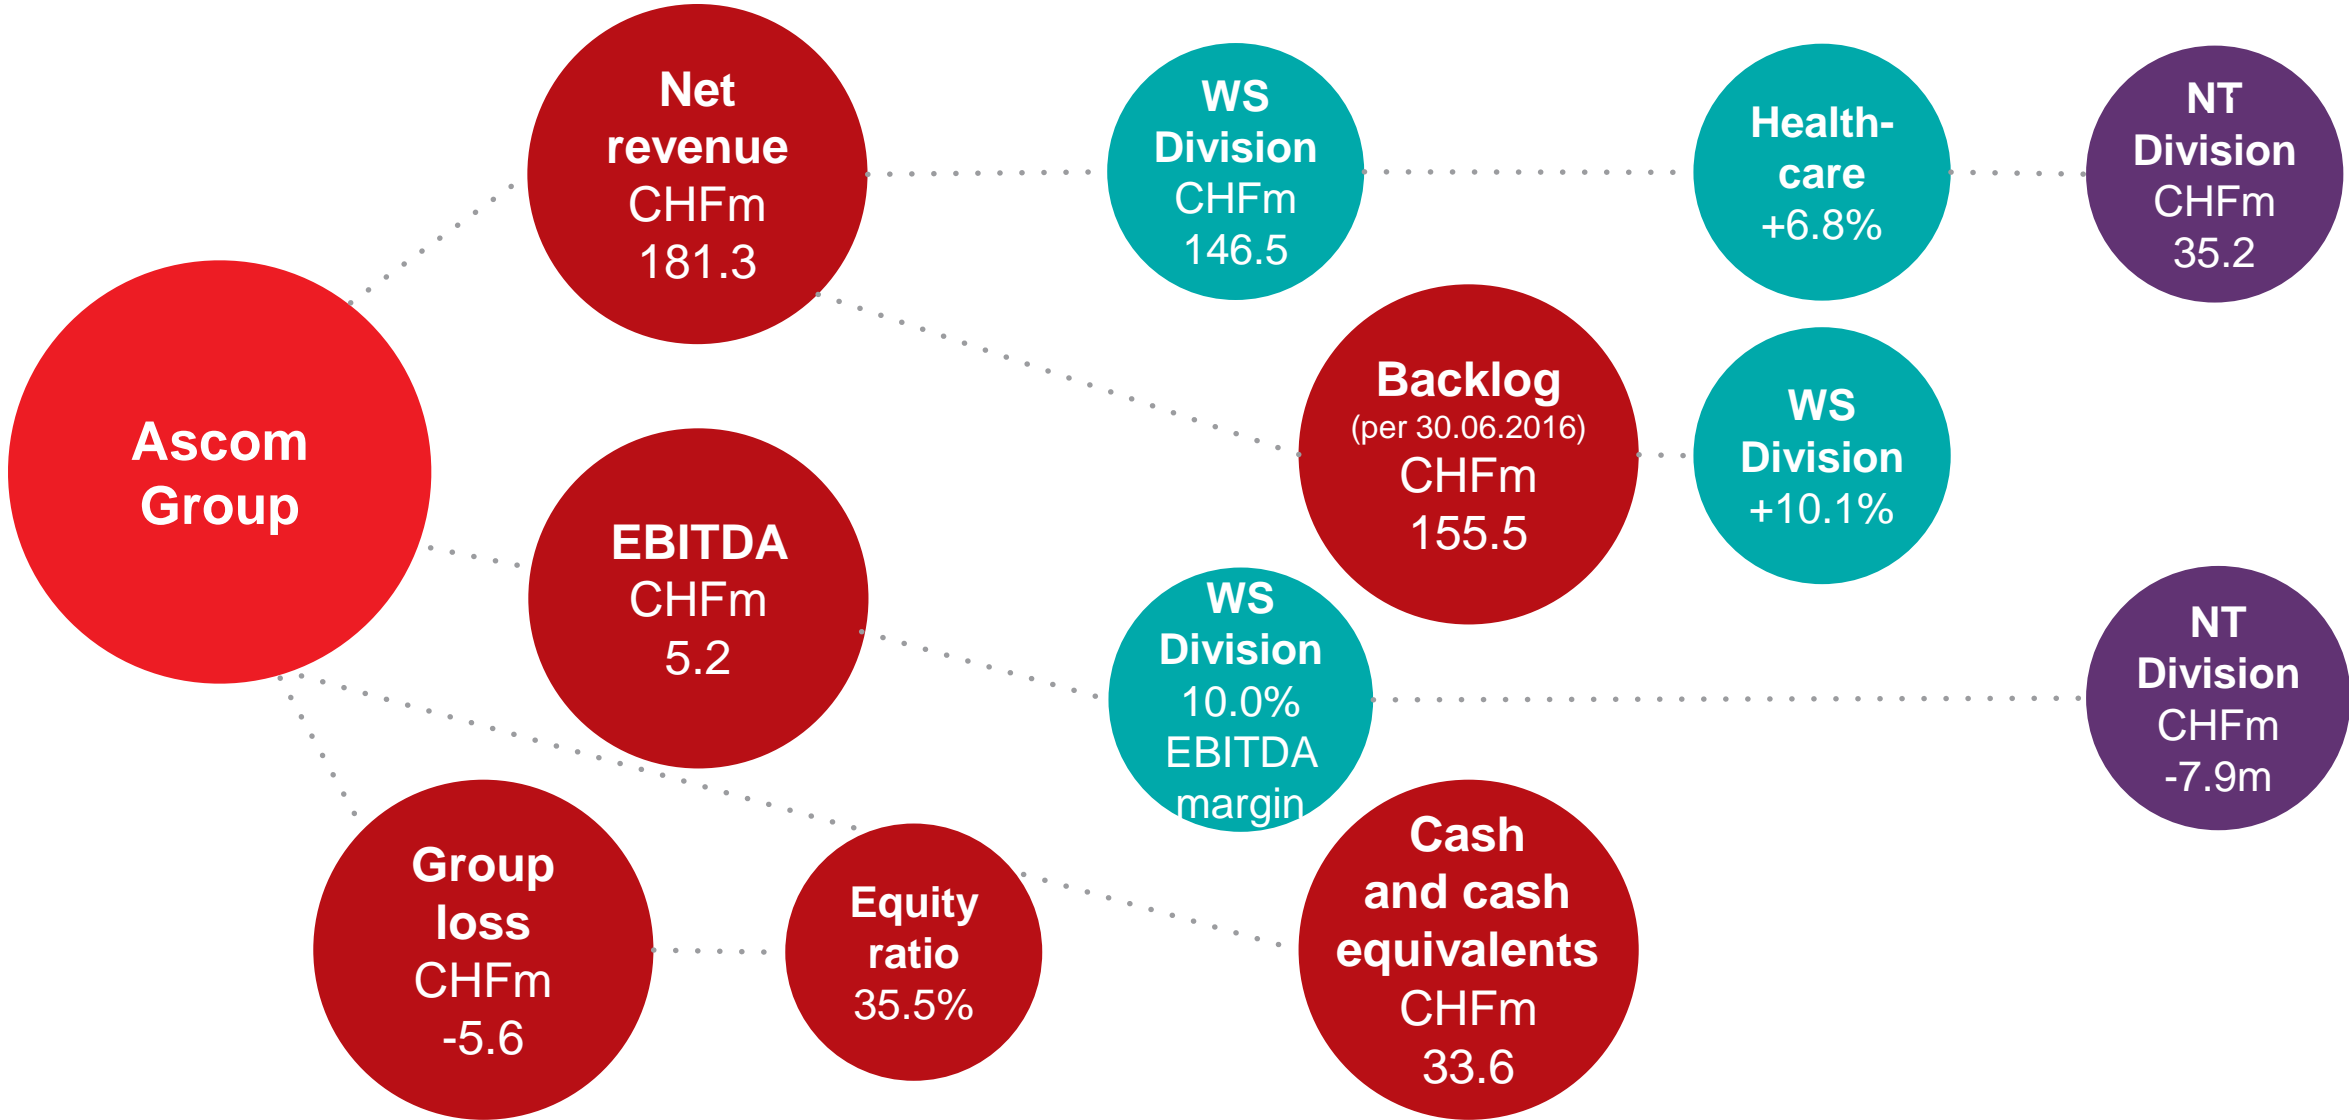 Ascom
Group
Net
revenue
CHFm
181.3
WS
Division
CHFm
146.5
Health-
care
+6.8%
NT
Division
CHFm
35.2
Backlog
(per 30.06.2016)
CHFm
155.5
WS
Division
+10.1%
EBITDA
CHFm
5.2
WS
Division
10.0%
EBITDA
margin
NT
Division
CHFm
-7.9m
Group
loss
CHFm
-5.6
Equity
ratio
35.5%
Cash
and cash
equivalents
CHFm
33.6